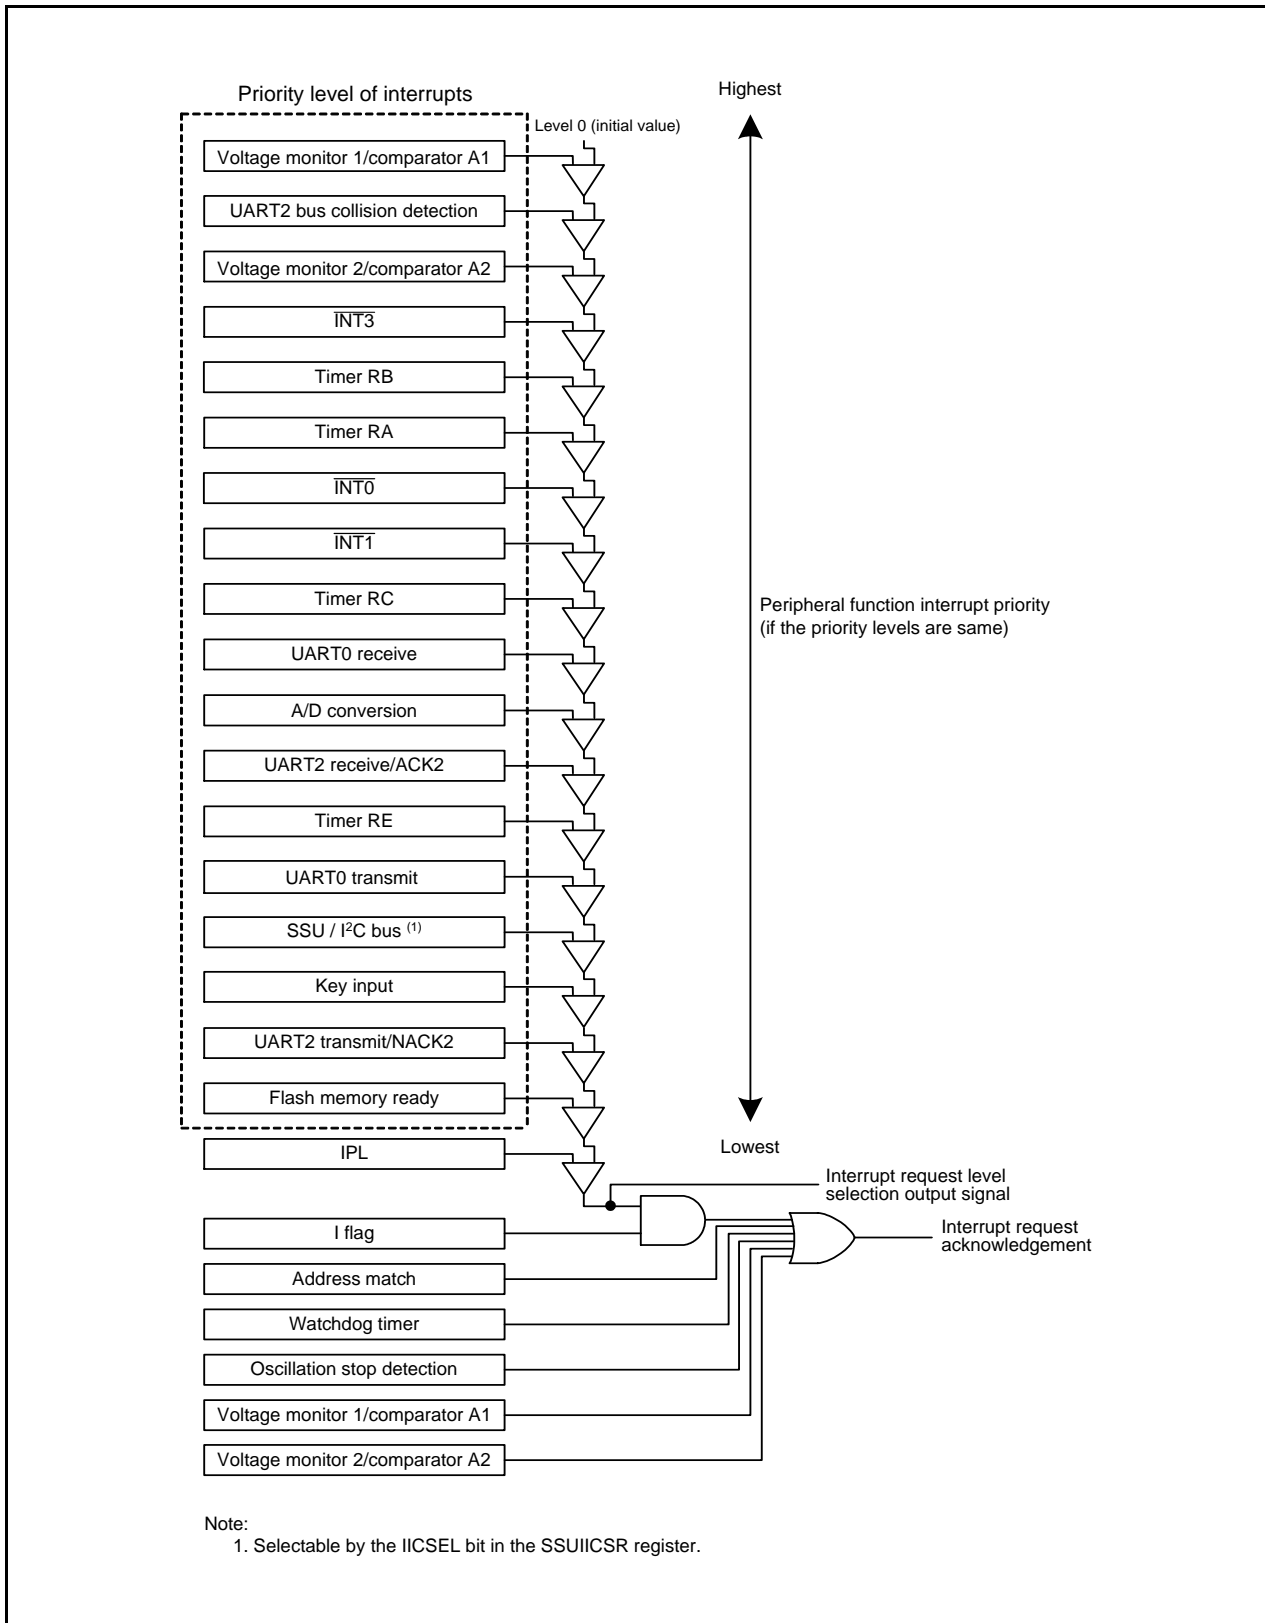 Priority level of interrupts
Highest
Level 0 (initial value)
Voltage monitor 1/comparator A1
UART2 bus collision detection
Voltage monitor 2/comparator A2
INT3
Timer RB
Timer RA
INT0
INT1
Timer RC
Peripheral function interrupt priority
(if the priority levels are same)
UART0 receive
A/D conversion
UART2 receive/ACK2
Timer RE
UART0 transmit
SSU / I²C bus (1)
Key input
UART2 transmit/NACK2
Flash memory ready
Lowest
IPL
Interrupt request level
selection output signal
I flag
Interrupt request
acknowledgement
Address match
Watchdog timer
Oscillation stop detection
Voltage monitor 1/comparator A1
Voltage monitor 2/comparator A2
Note:
1. Selectable by the IICSEL bit in the SSUIICSR register.